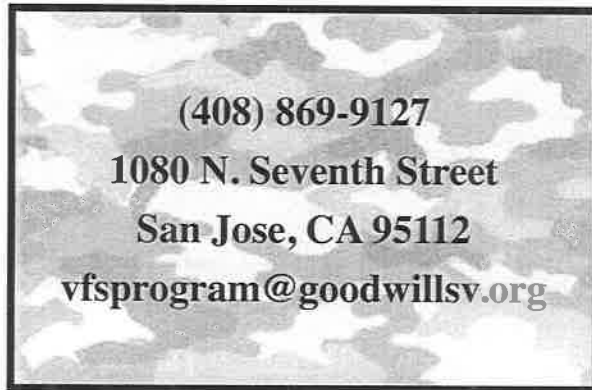 (408) 869-9127
1080 N. Seventh Street
San Jose, CA 95112
vfsprogram@goodwillsv.org